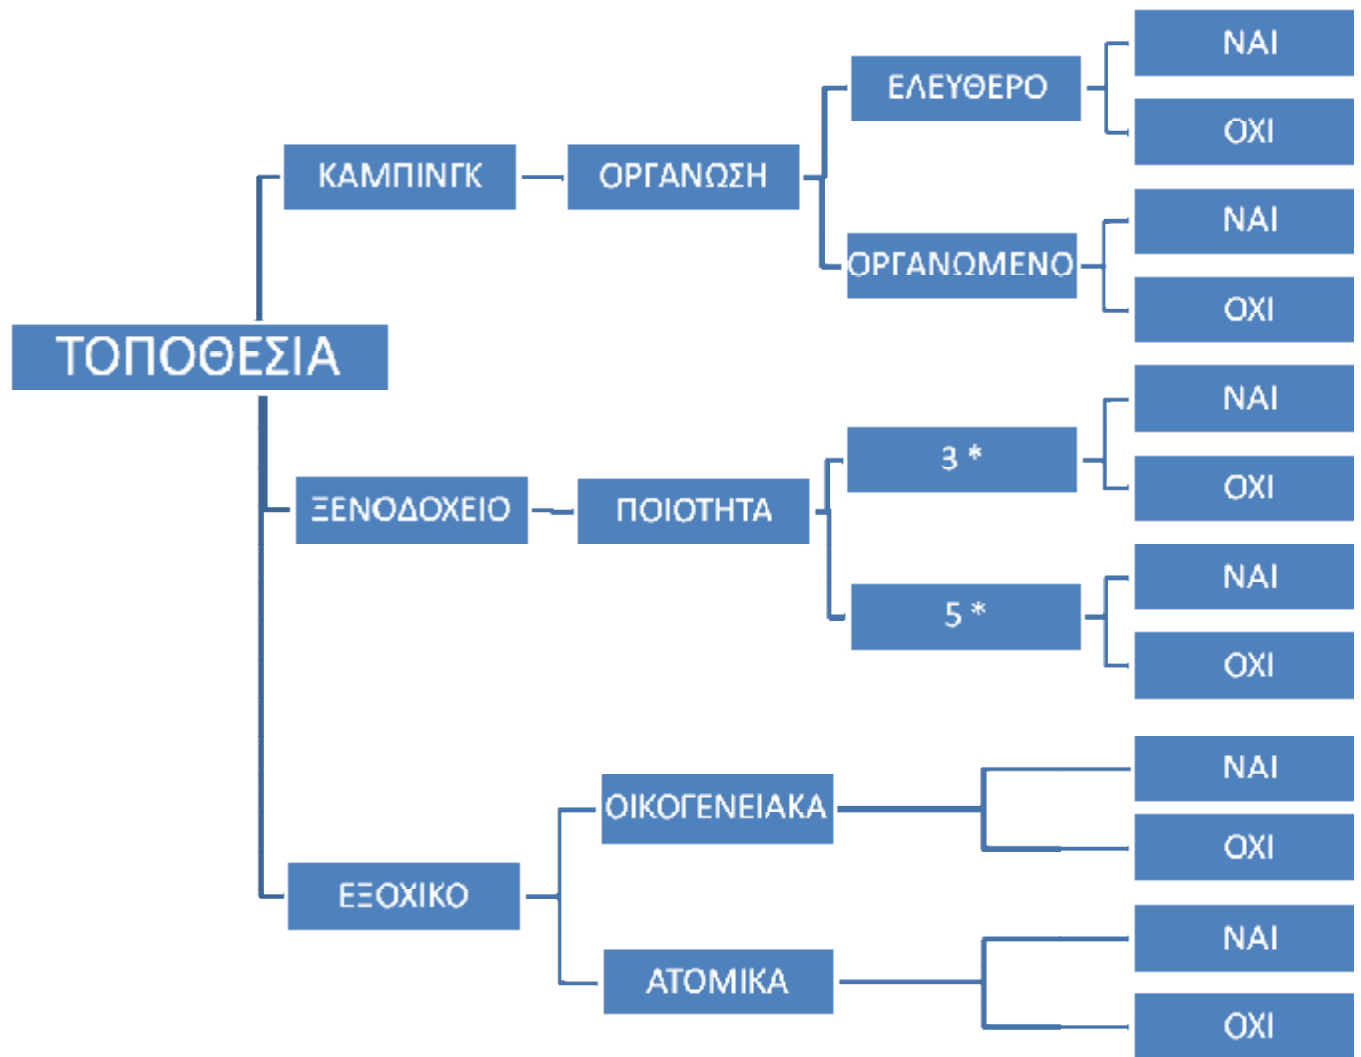 ΝΑΙ
ΕΛΕΥΘΕΡΟ
ΟΧΙ
ΚΑΜΠΙΝΓΚ
ΟΡΓΑΝΩΣΗ
ΝΑΙ
ΟΡΓΑΝΩΜΕΝΟ
ΟΧΙ
ΤΟΠΟΘΕΣΙΑ
ΝΑΙ
3 *
ΟΧΙ
ΞΕΝΟΔΟΧΕΙΟ
ΠΟΙΟΤΗΤΑ
ΝΑΙ
5 *
ΟΧΙ
ΝΑΙ
ΟΙΚΟΓΕΝΕΙΑΚΑ
ΟΧΙ
ΕΞΟΧΙΚΟ
ΝΑΙ
ΑΤΟΜΙΚΑ
ΟΧΙ